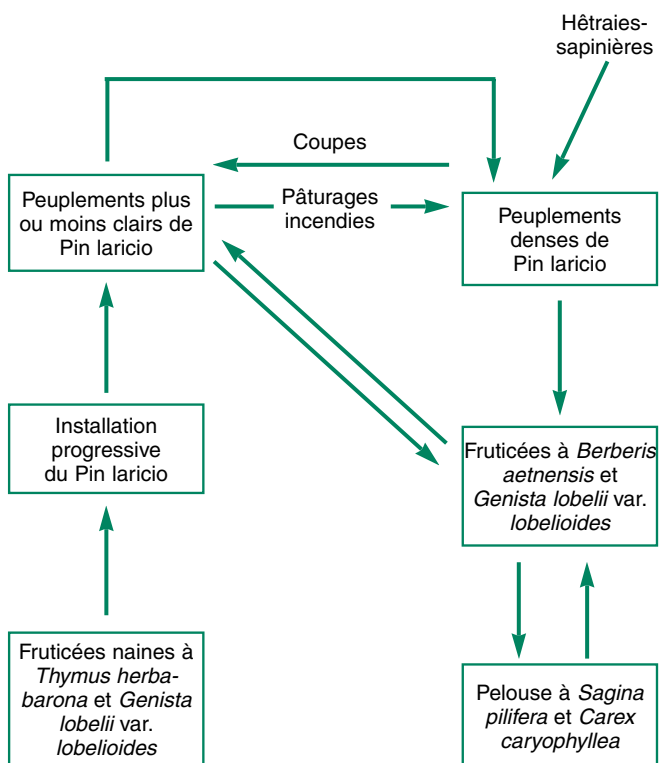 Hêtraies-
sapinières
Coupes
Peuplements plus
ou moins clairs de
Pin laricio
Pâturages
incendies
Peuplements
denses de
Pin laricio
Installation
progressive
du Pin laricio
Fruticées à Berberis
aetnensis et
Genista lobelii var.
lobelioides
Fruticées naines à
Thymus herba-
barona et Genista
lobelii var.
lobelioides
Pelouse à Sagina
pilifera et Carex
caryophyllea